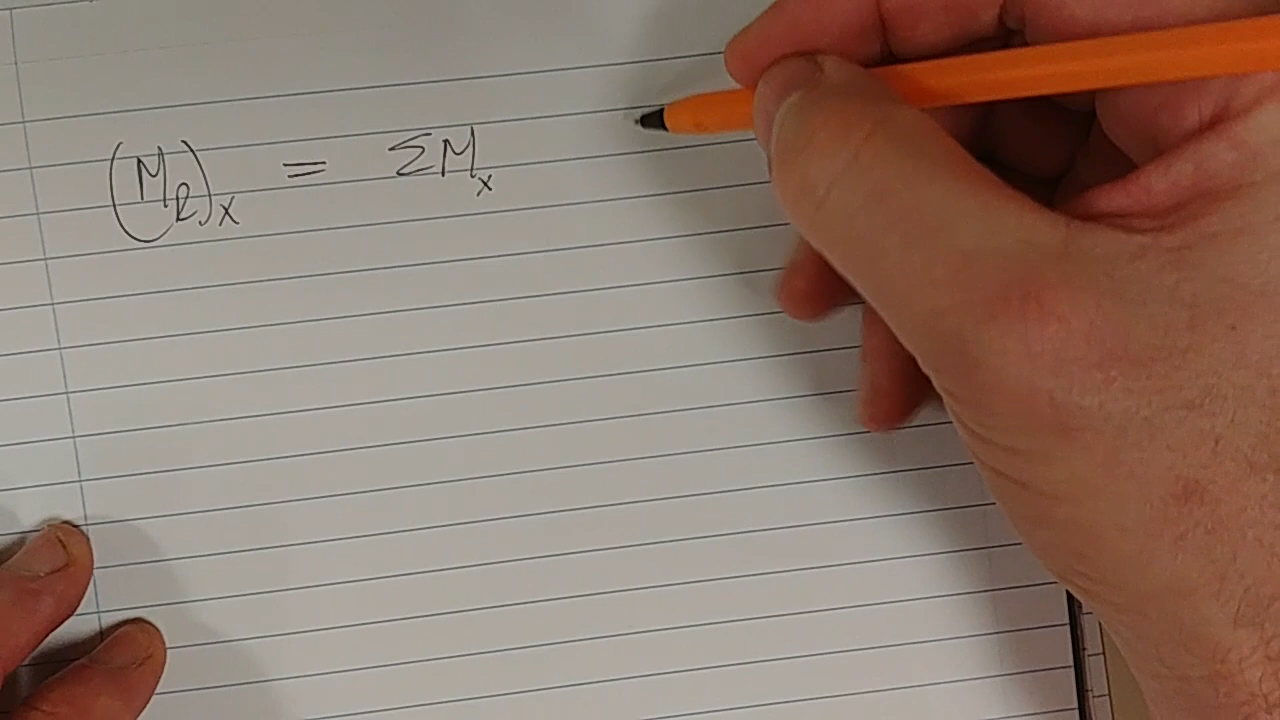 (M_R)_x = ΣM_x